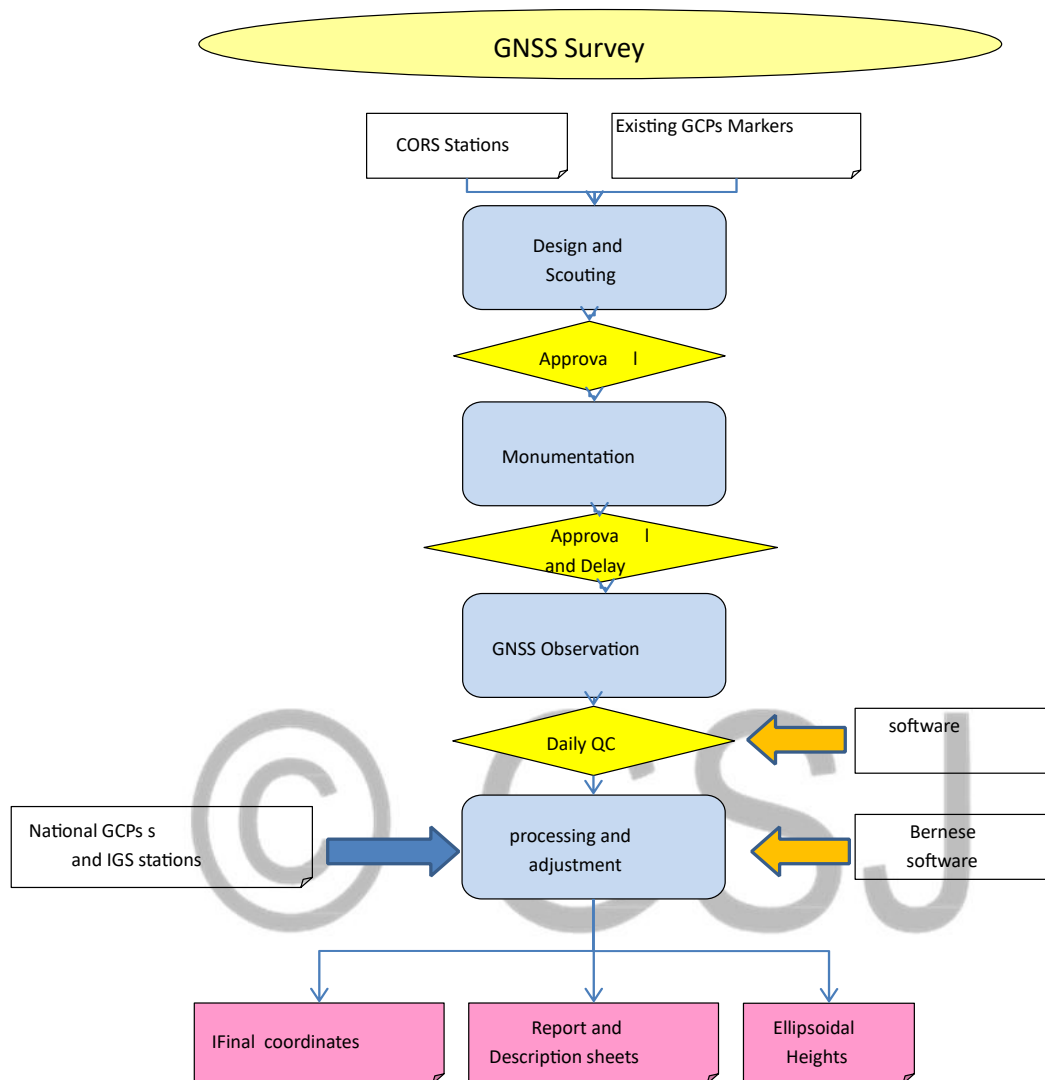 GNSS Survey
CORS Stations
Existing GCPs Markers
Design and
Scouting
Approva l
Monumentation
Approva l
and Delay
GNSS Observation
Daily QC
software
National GCPs s
and IGS stations
processing and
adjustment
Bernese
software
© GSJ
IFinal coordinates
Report and
Description sheets
Ellipsoidal
Heights